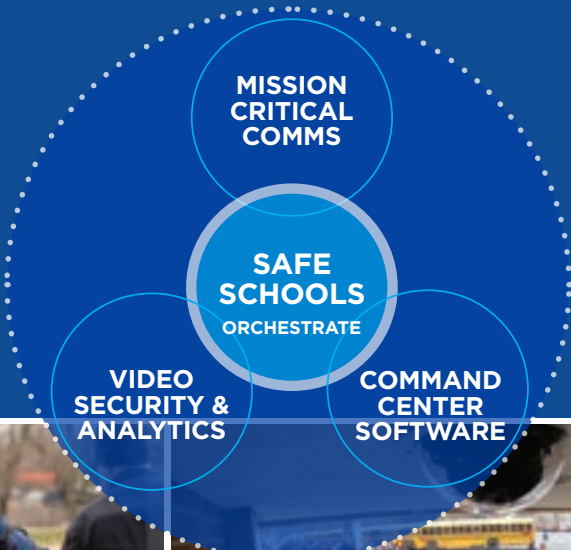 MISSION
CRITICAL
COMMS
SAFE
SCHOOLS
ORCHESTRATE
VIDEO
SECURITY &
ANALYTICS
COMMAND
CENTER
SOFTWARE